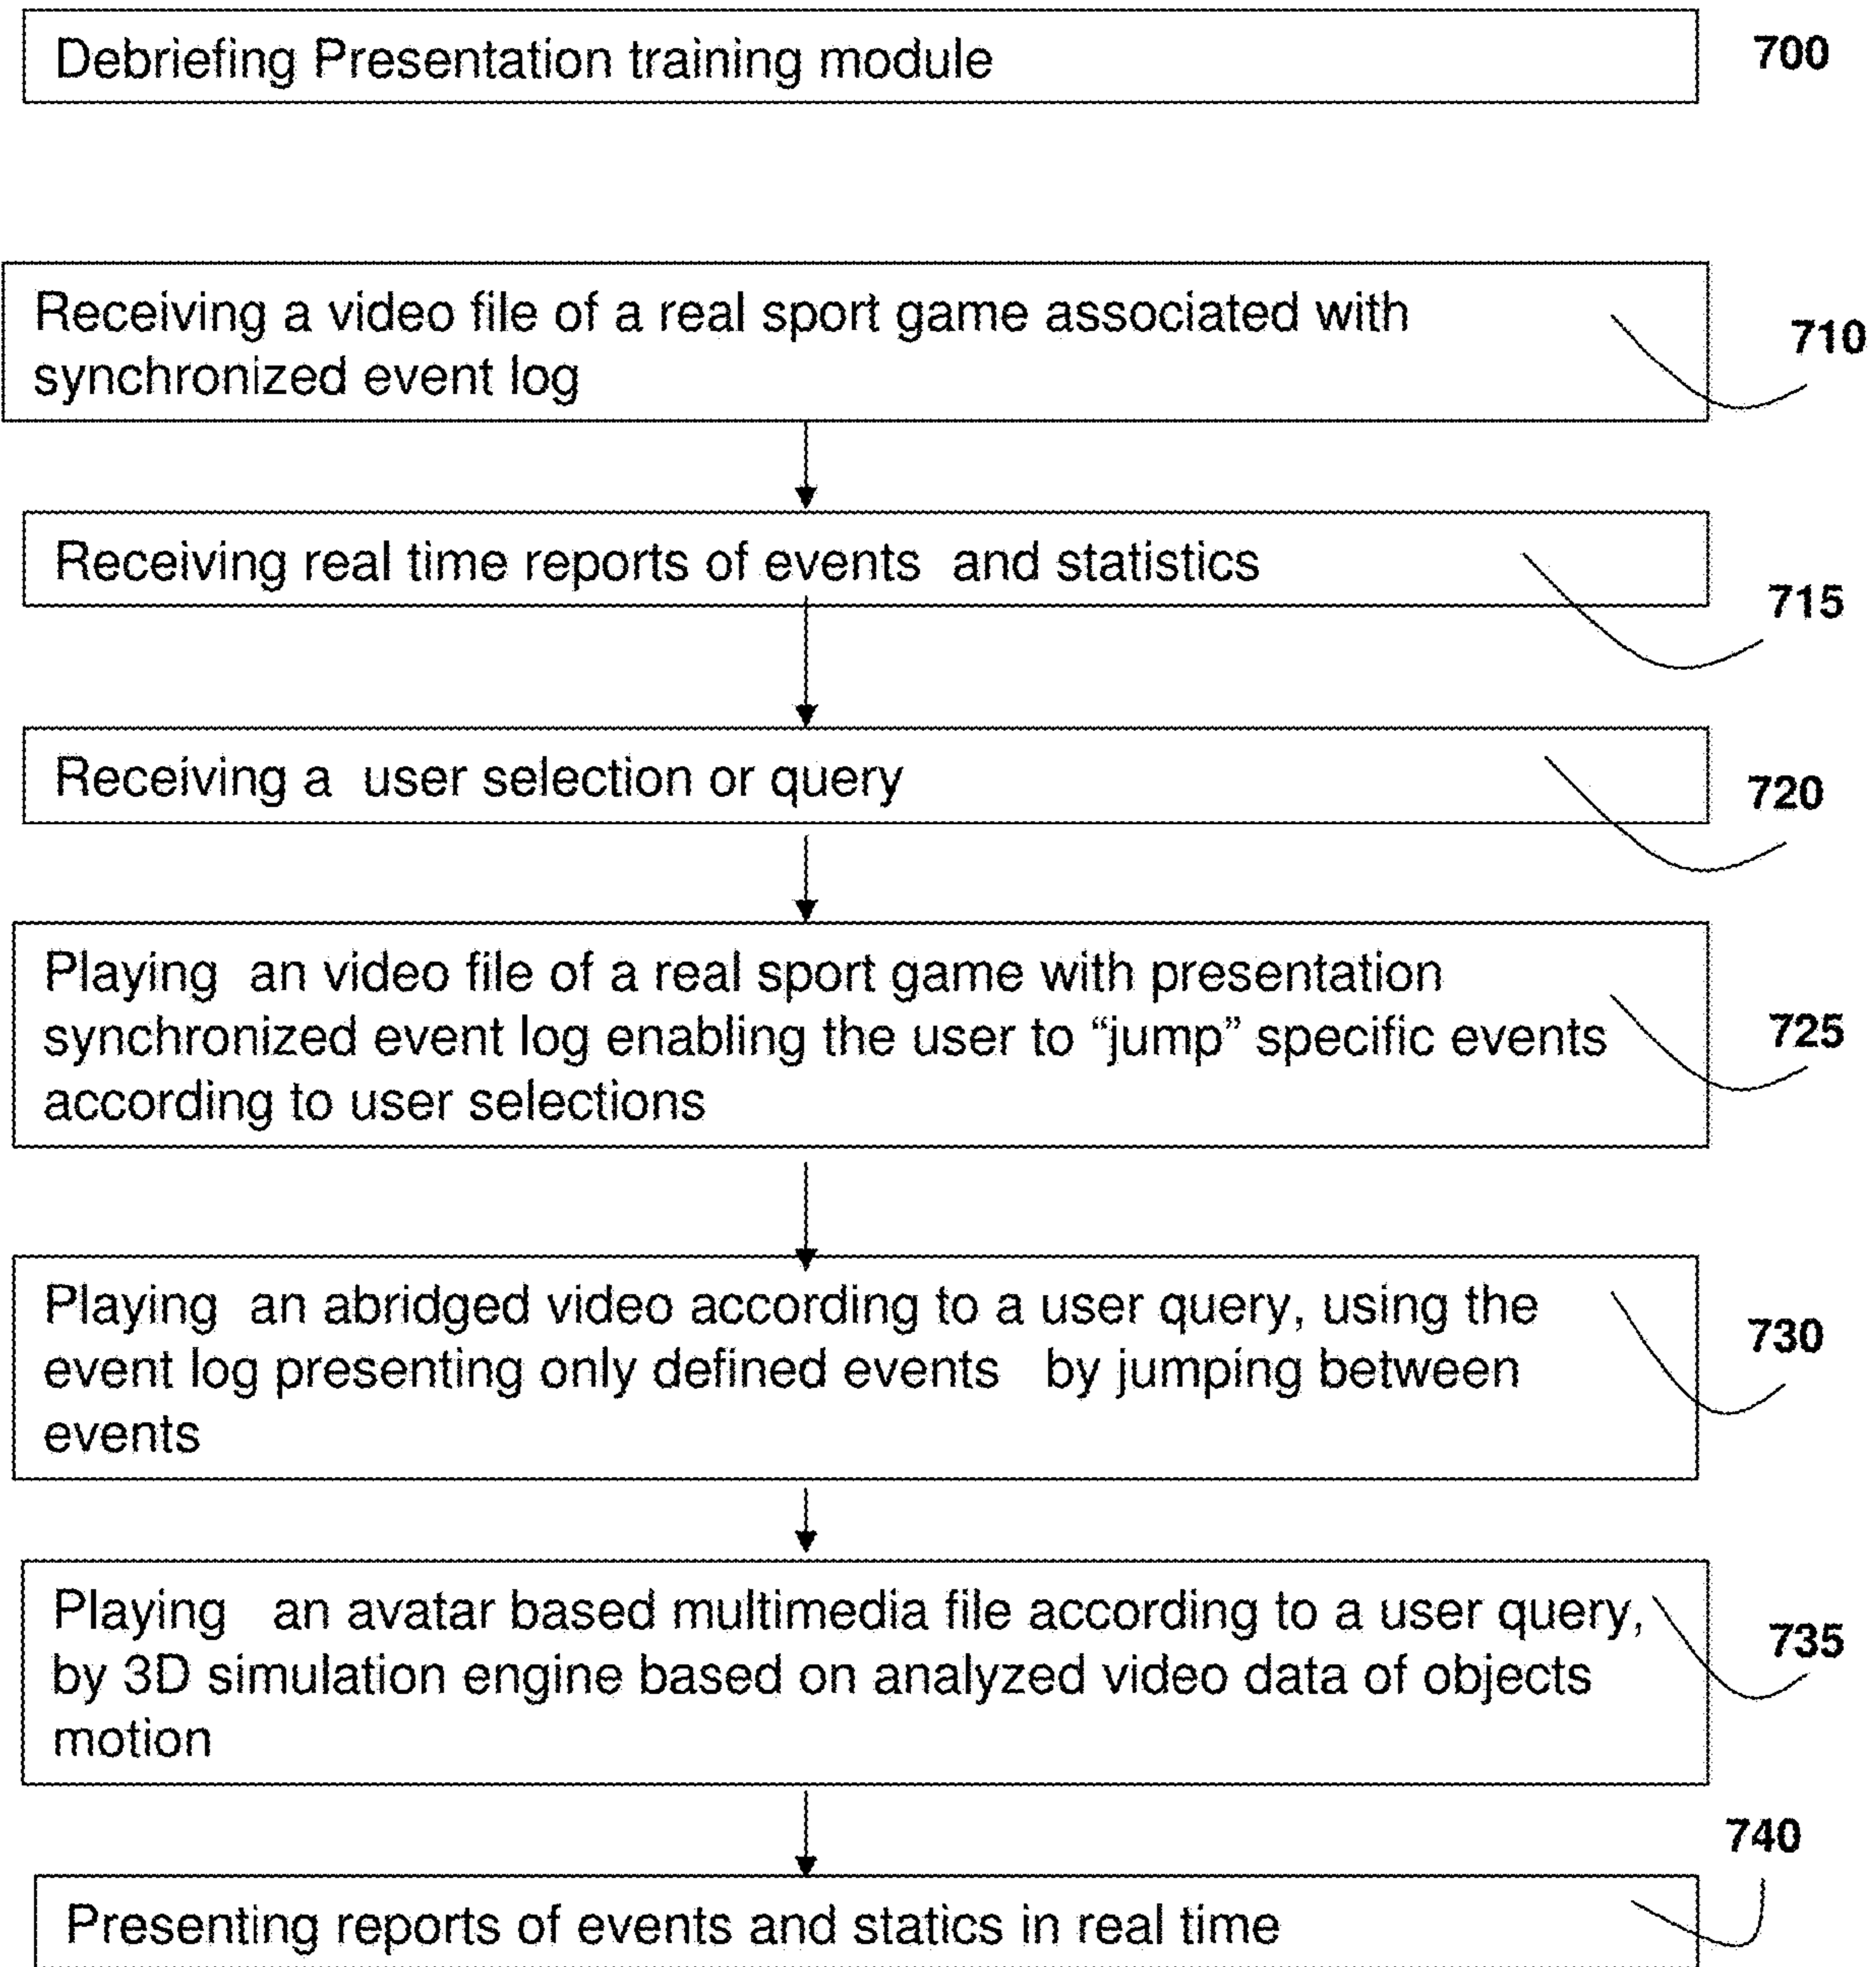 Debriefing Presentation training module
700
Receiving a video file of a real sport game associated with
synchronized event log
710
Receiving real time reports of events and statistics
715
Receiving a user selection or query
720
Playing an video file of a real sport game with presentation
synchronized event log enabling the user to “jump” specific events
according to user selections
725
Playing an abridged video according to a user query, using the
event log presenting only defined events by jumping between
events
730
Playing an avatar based multimedia file according to a user query,
by 3D simulation engine based on analyzed video data of objects
motion
735
740
Presenting reports of events and statics in real time